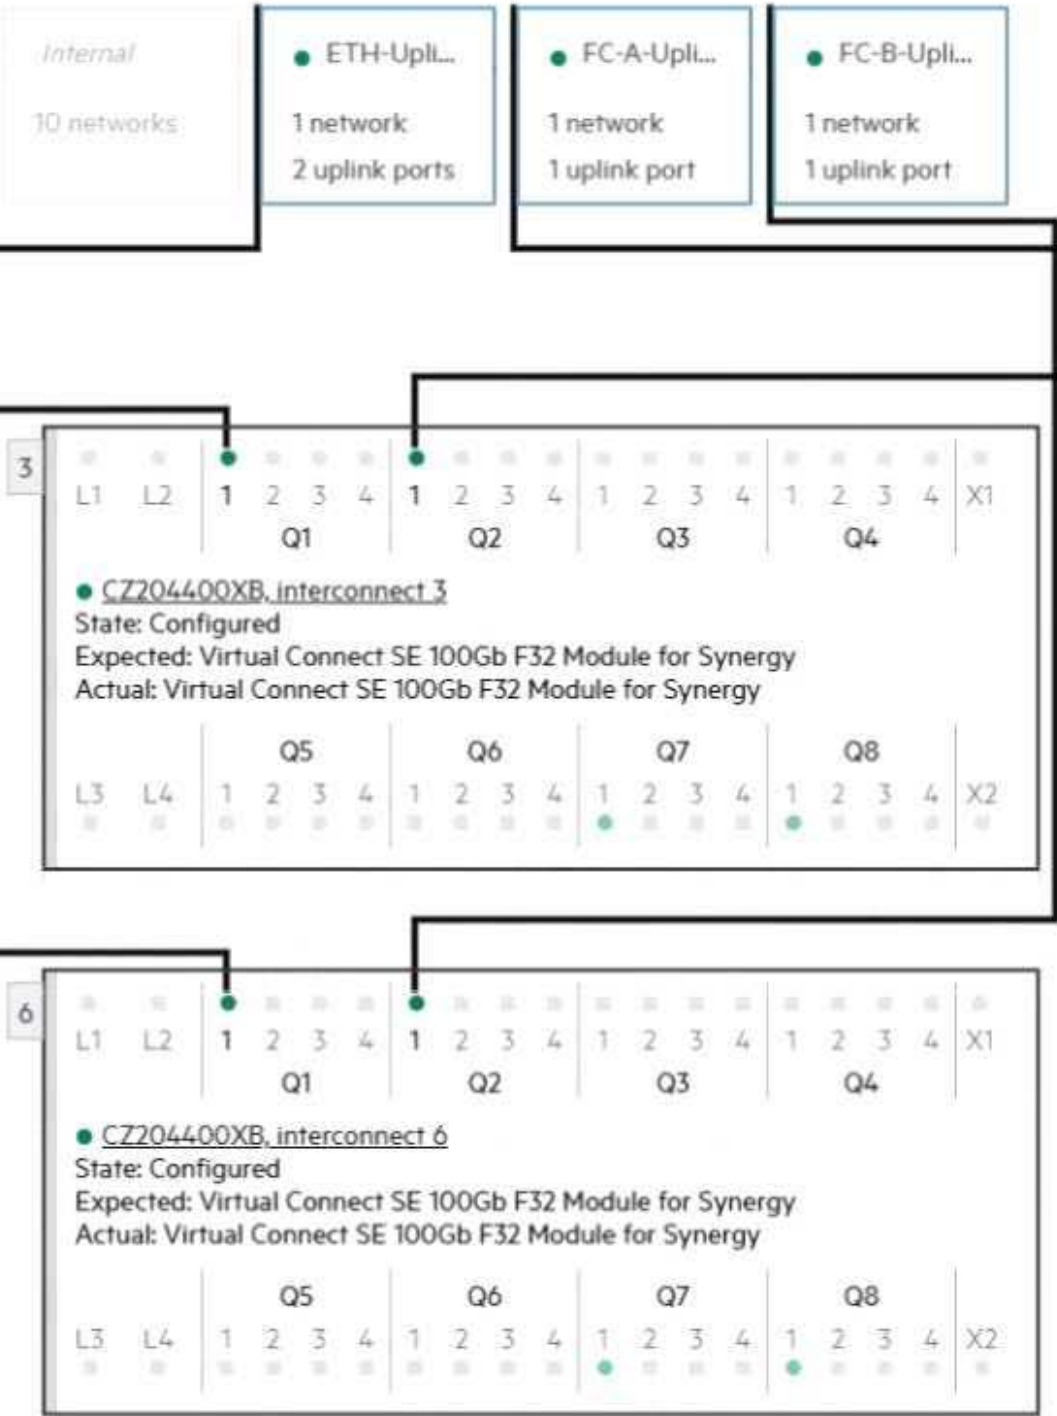 Internal
10 networks
ETH-Upli...
1 network
2 uplink ports
FC-A-Upli...
1 network
1 uplink port
FC-B-Upli...
1 network
1 uplink port
3
L1 L2 1 2 3 4 1 2 3 4 1 2 3 4 1 2 3 4 X1
Q1 Q2 Q3 Q4
CZ204400XB, interconnect 3
State: Configured
Expected: Virtual Connect SE 100Gb F32 Module for Synergy
Actual: Virtual Connect SE 100Gb F32 Module for Synergy
Q5 Q6 Q7 Q8
L3 L4 1 2 3 4 1 2 3 4 1 2 3 4 1 2 3 4 X2
6
L1 L2 1 2 3 4 1 2 3 4 1 2 3 4 1 2 3 4 X1
Q1 Q2 Q3 Q4
CZ204400XB, interconnect 6
State: Configured
Expected: Virtual Connect SE 100Gb F32 Module for Synergy
Actual: Virtual Connect SE 100Gb F32 Module for Synergy
Q5 Q6 Q7 Q8
L3 L4 1 2 3 4 1 2 3 4 1 2 3 4 1 2 3 4 X2